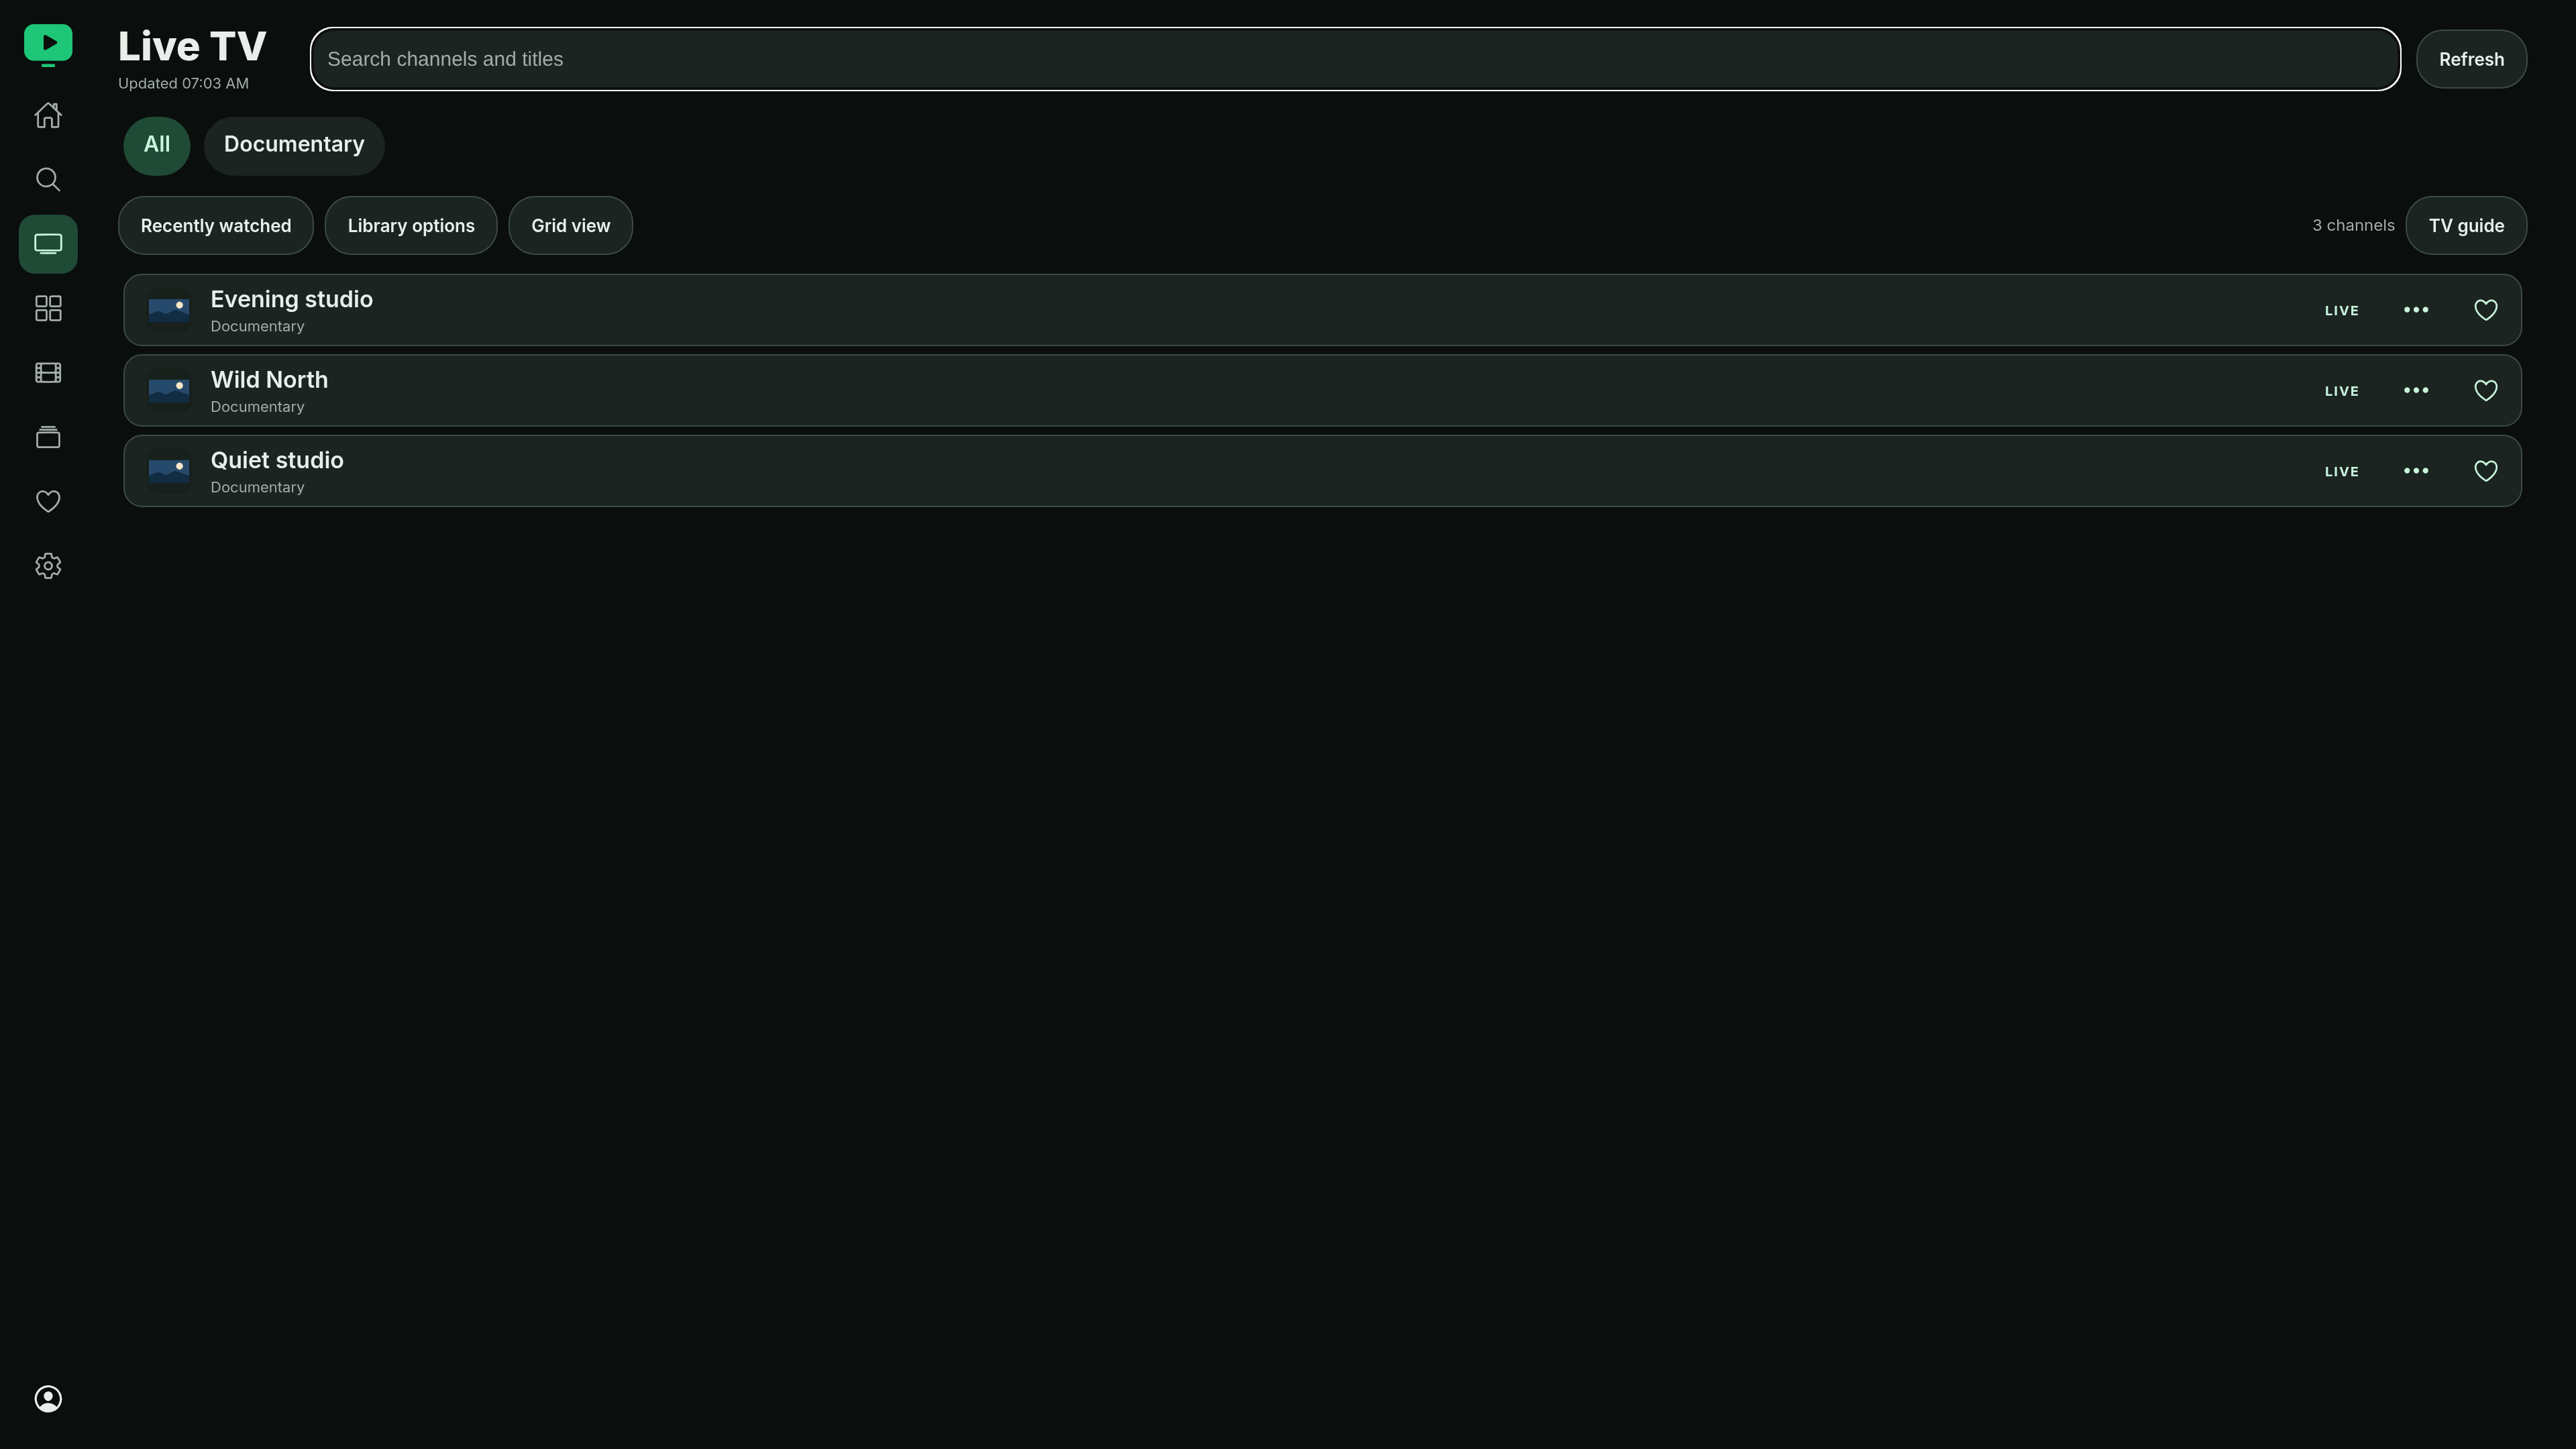 Live TV
Updated 07:03 AM
Search channels and titles
Refresh
All
Documentary
Recently watched
Library options
Grid view
3 channels
TV guide
Evening studio
Documentary
LIVE
Wild North
Documentary
LIVE
Quiet studio
Documentary
LIVE